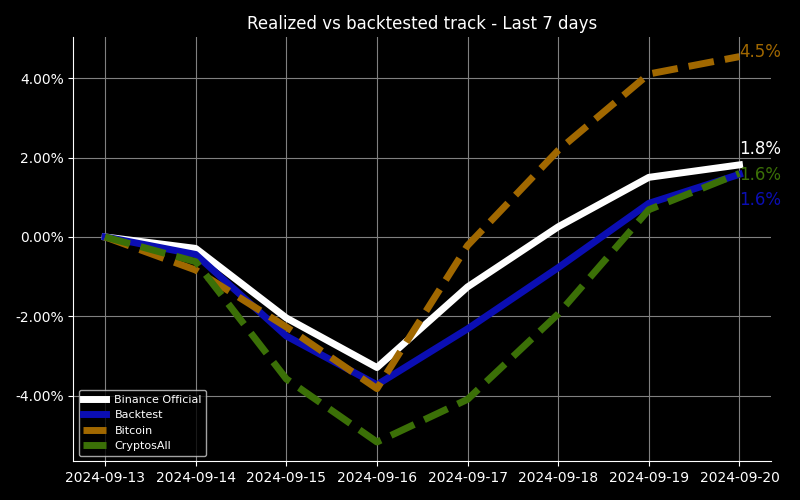 Realized vs backtested track - Last 7 days
4.00%
2.00%
0.00%
-2.00%
-4.00%
4.5%
1.8%
1.6%
1.6%
Binance Official
Backtest
Bitcoin
CryptosAll
2024-09-13 2024-09-14 2024-09-15 2024-09-16 2024-09-17 2024-09-18 2024-09-19 2024-09-20